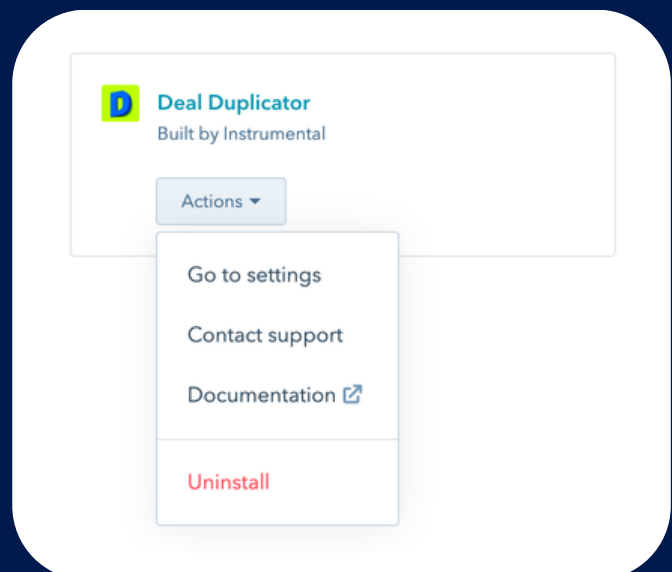 D
Deal Duplicator
Built by Instrumental
Actions
Go to settings
Contact support
Documentation
Uninstall